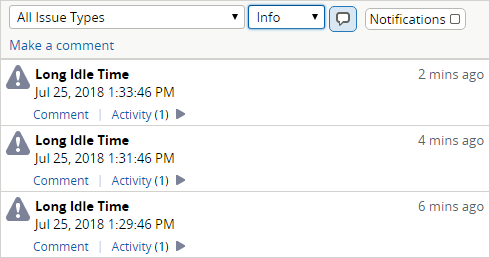 All Issue Types Info Notifications
Make a comment
Long Idle Time 2 mins ago
Jul 25, 2018 1:33:46 PM
Comment | Activity (1)
Long Idle Time 4 mins ago
Jul 25, 2018 1:31:46 PM
Comment | Activity (1)
Long Idle Time 6 mins ago
Jul 25, 2018 1:29:46 PM
Comment | Activity (1)